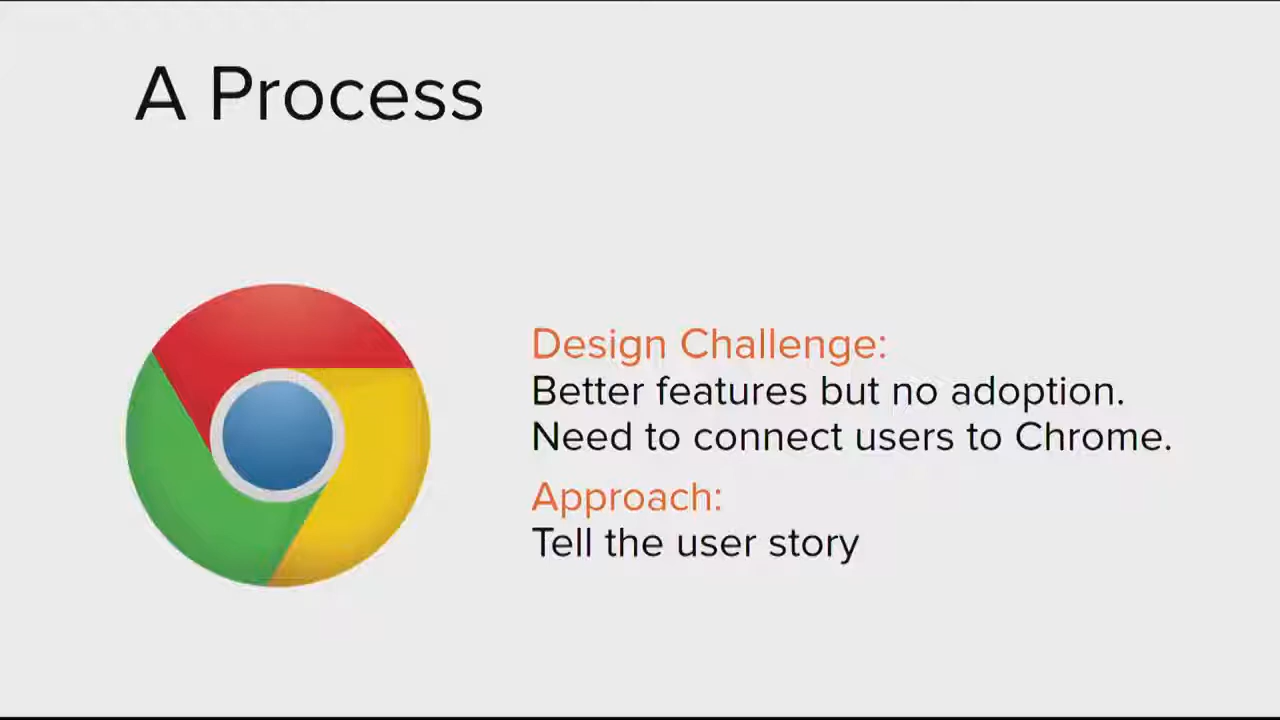 A Process
Design Challenge:
Better features but no adoption.
Need to connect users to Chrome.
Approach:
Tell the user story